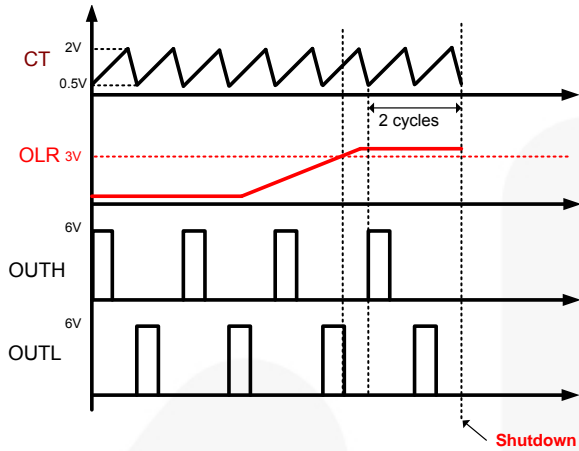 2V
CT
0.5V
2 cycles
OLR 3V
6V
OUTH
6V
OUTL
Shutdown